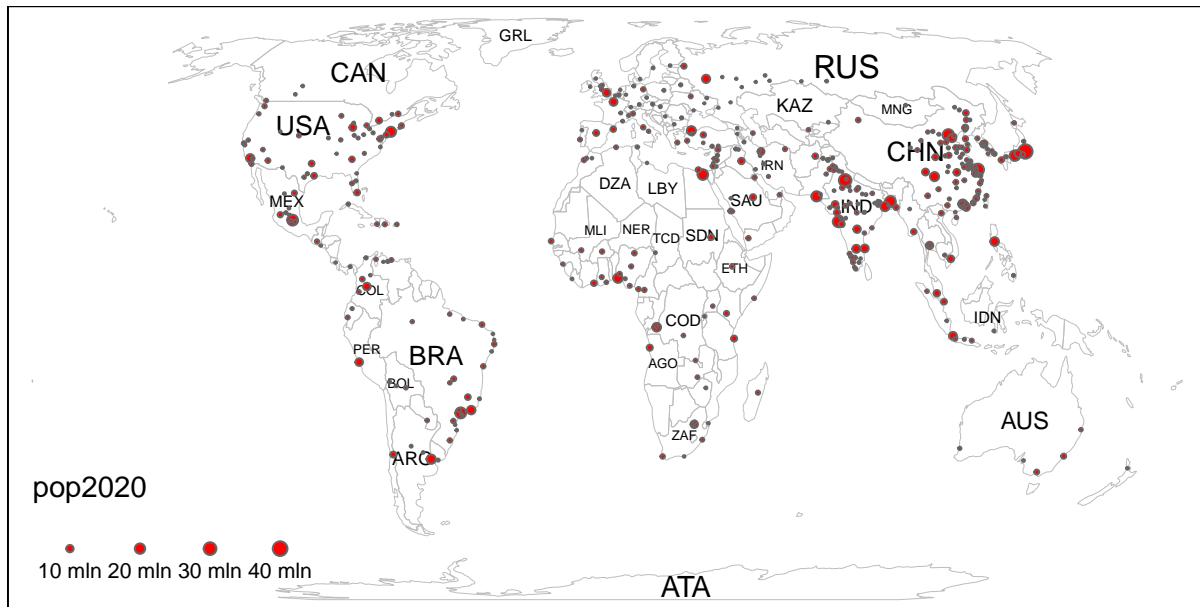 GRL
CAN
RUS
KAZ
MNG
USA
CHN
IRN
DZA
LBY
SAU
MEX
IND
MLI
NER
TCD
SDN
ETH
COL
COD
IDN
PER
BRA
AGO
BOL
AUS
ZAF
ARG
pop2020
10 mln 20 mln 30 mln 40 mln
ATA